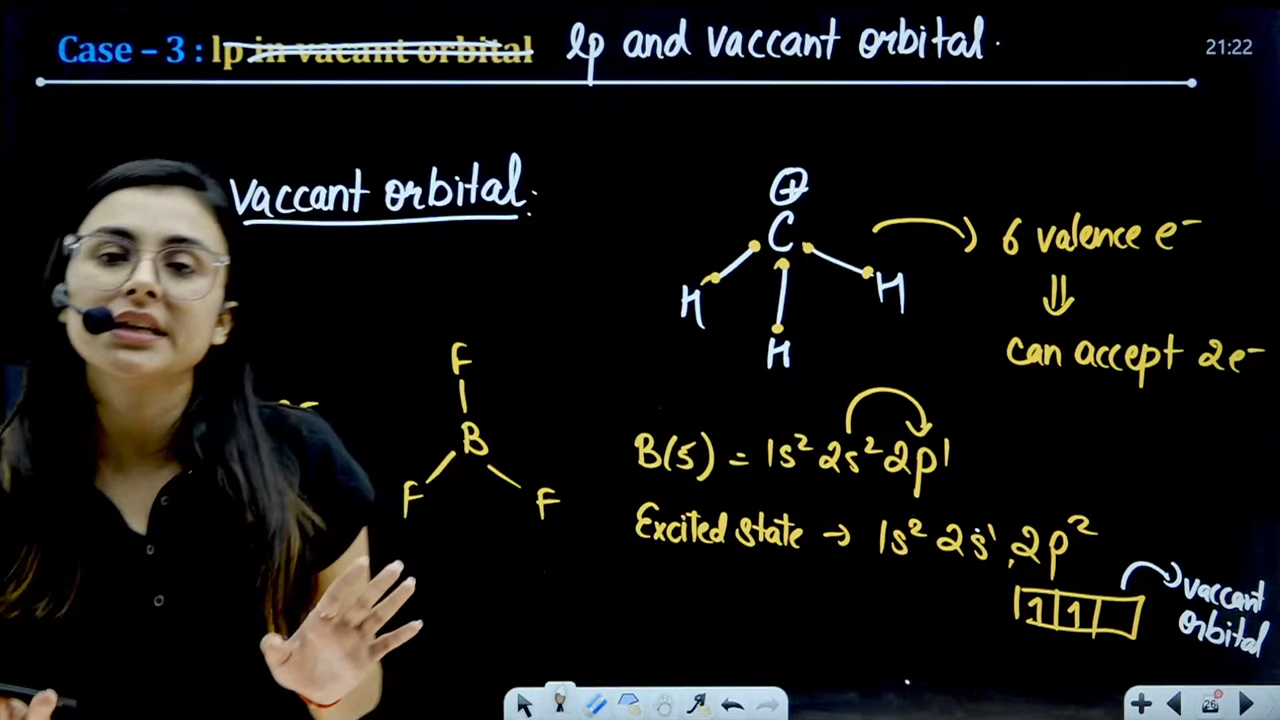 Case – 3 : lp in vacant orbital lp and vaccant orbital.
21:22
vaccant orbital:
⊕
C
H
H
H
6 valence e⁻
⇓
can accept 2e⁻
F
B
F
F
B(5) = 1s² 2s² 2p¹
Excited state → 1s² 2s¹, 2p²
1 1
vaccant
orbital
26